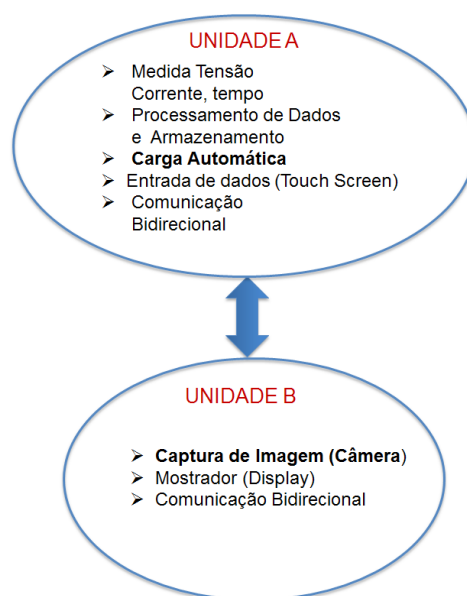 UNIDADE A
➢ Medida Tensão
Corrente, tempo
➢ Processamento de Dados
e Armazenamento
➢ Carga Automática
➢ Entrada de dados (Touch Screen)
➢ Comunicação
Bidirecional
UNIDADE B
➢ Captura de Imagem (Câmera)
➢ Mostrador (Display)
➢ Comunicação Bidirecional